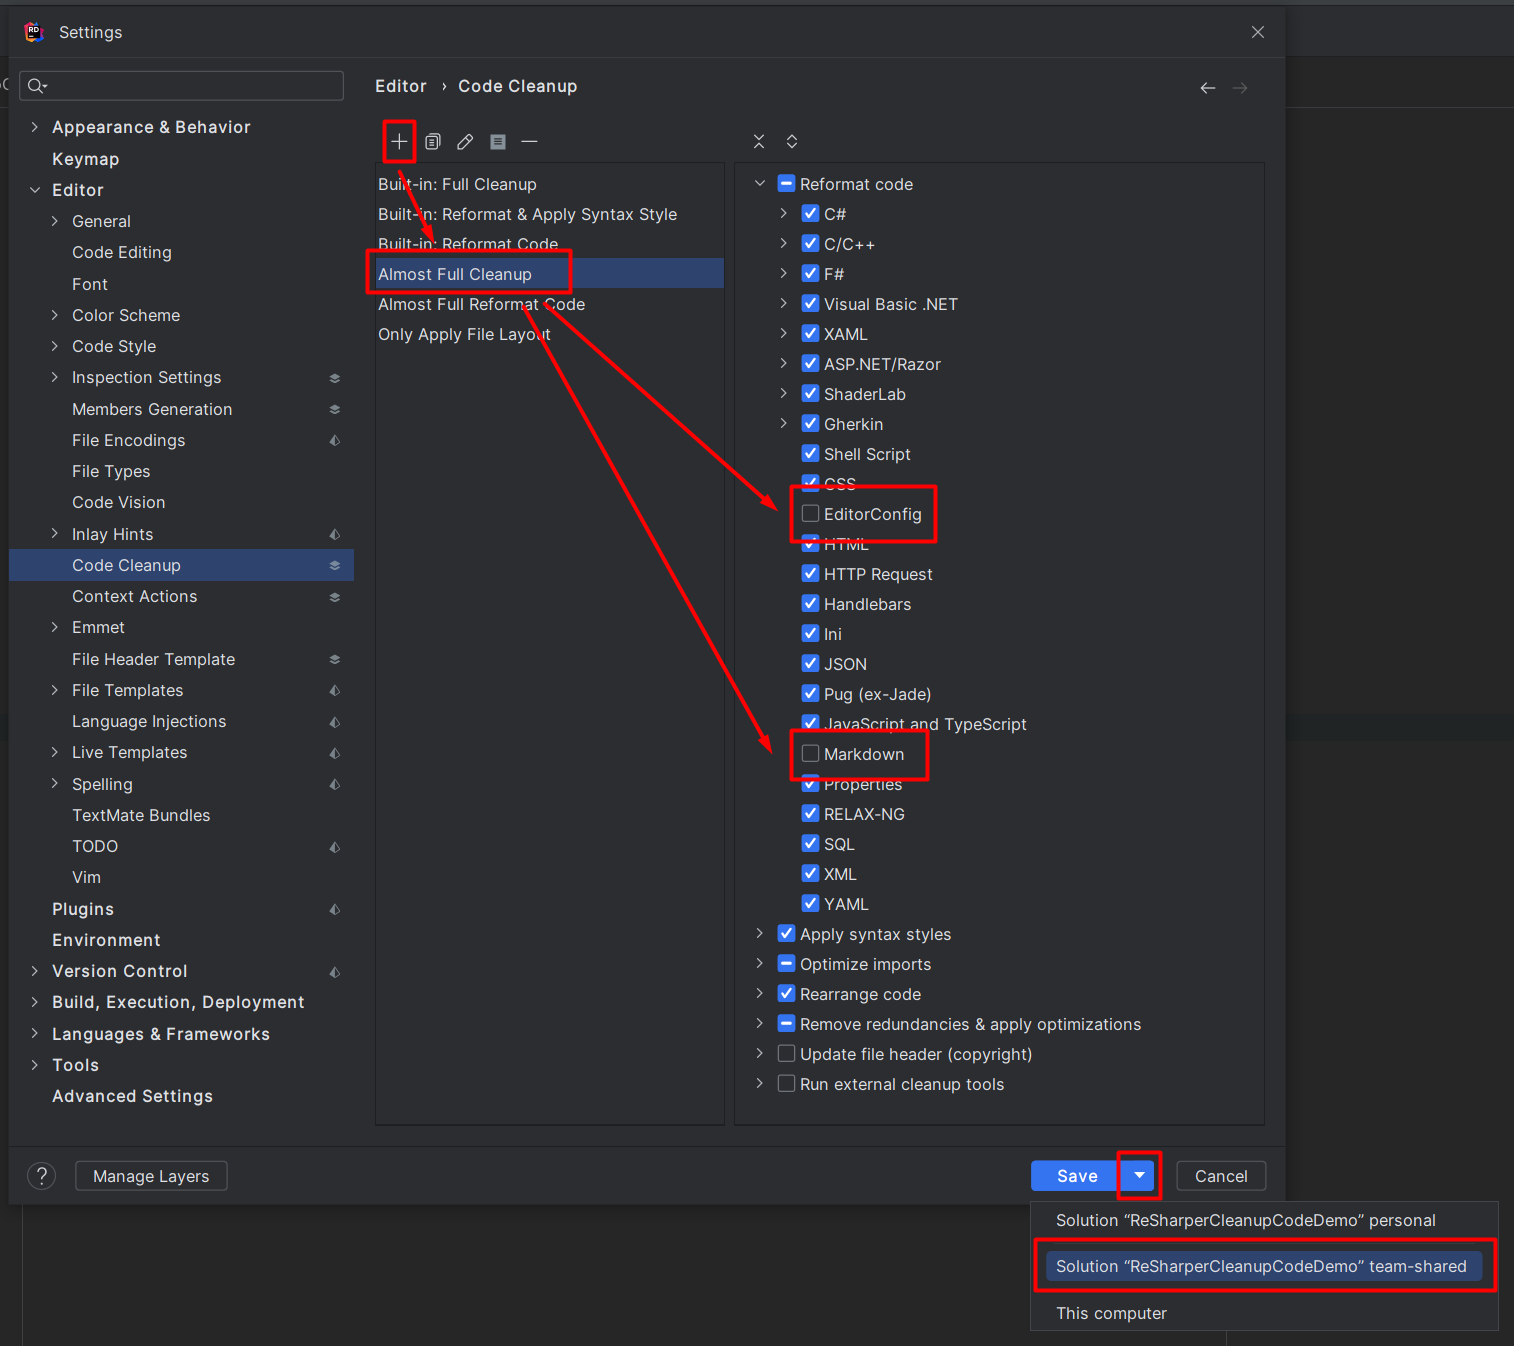 RD
Settings
Editor › Code Cleanup
Appearance & Behavior
Keymap
Editor
General
Code Editing
Font
Color Scheme
Code Style
Inspection Settings
Members Generation
File Encodings
File Types
Code Vision
Inlay Hints
Code Cleanup
Context Actions
Emmet
File Header Template
File Templates
Language Injections
Live Templates
Spelling
TextMate Bundles
TODO
Vim
Plugins
Environment
Version Control
Build, Execution, Deployment
Languages & Frameworks
Tools
Advanced Settings
Built-in: Full Cleanup
Built-in: Reformat & Apply Syntax Style
Built-in: Reformat Code
Almost Full Cleanup
Almost Full Reformat Code
Only Apply File Layout
Reformat code
C#
C/C++
F#
Visual Basic .NET
XAML
ASP.NET/Razor
ShaderLab
Gherkin
Shell Script
CSS
EditorConfig
HTML
HTTP Request
Handlebars
Ini
JSON
Pug (ex-Jade)
JavaScript and TypeScript
Markdown
Properties
RELAX-NG
SQL
XML
YAML
Apply syntax styles
Optimize imports
Rearrange code
Remove redundancies & apply optimizations
Update file header (copyright)
Run external cleanup tools
?
Manage Layers
Save
Cancel
Solution “ReSharperCleanupCodeDemo” personal
Solution “ReSharperCleanupCodeDemo” team-shared
This computer